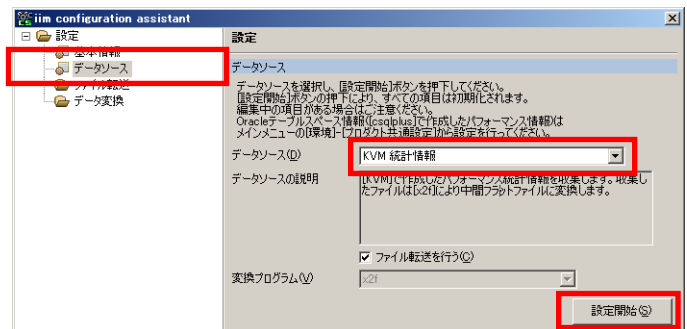 iim configuration assistant
設定
基本情報
データソース
ファイル転送
データ変換
設定
データソース
データソースを選択し、[設定開始]ボタンを押下してください。
[設定開始]ボタンの押下により、すべての項目は初期化されます。
編集中の項目がある場合はご注意ください。
Oracleテーブルスペース情報([csqlplus]で作成したパフォーマンス情報)は
メインメニューの[環境]-[プロダクト共通設定]から設定を行ってください。
データソース(D)
KVM 統計情報
データソースの説明
[KVM]で作成したパフォーマンス統計情報を収集します。収集し
たファイルは[x2f]により中間フラットファイルに変換します。
ファイル転送を行う(C)
変換プログラム(V)
x2f
設定開始(S)